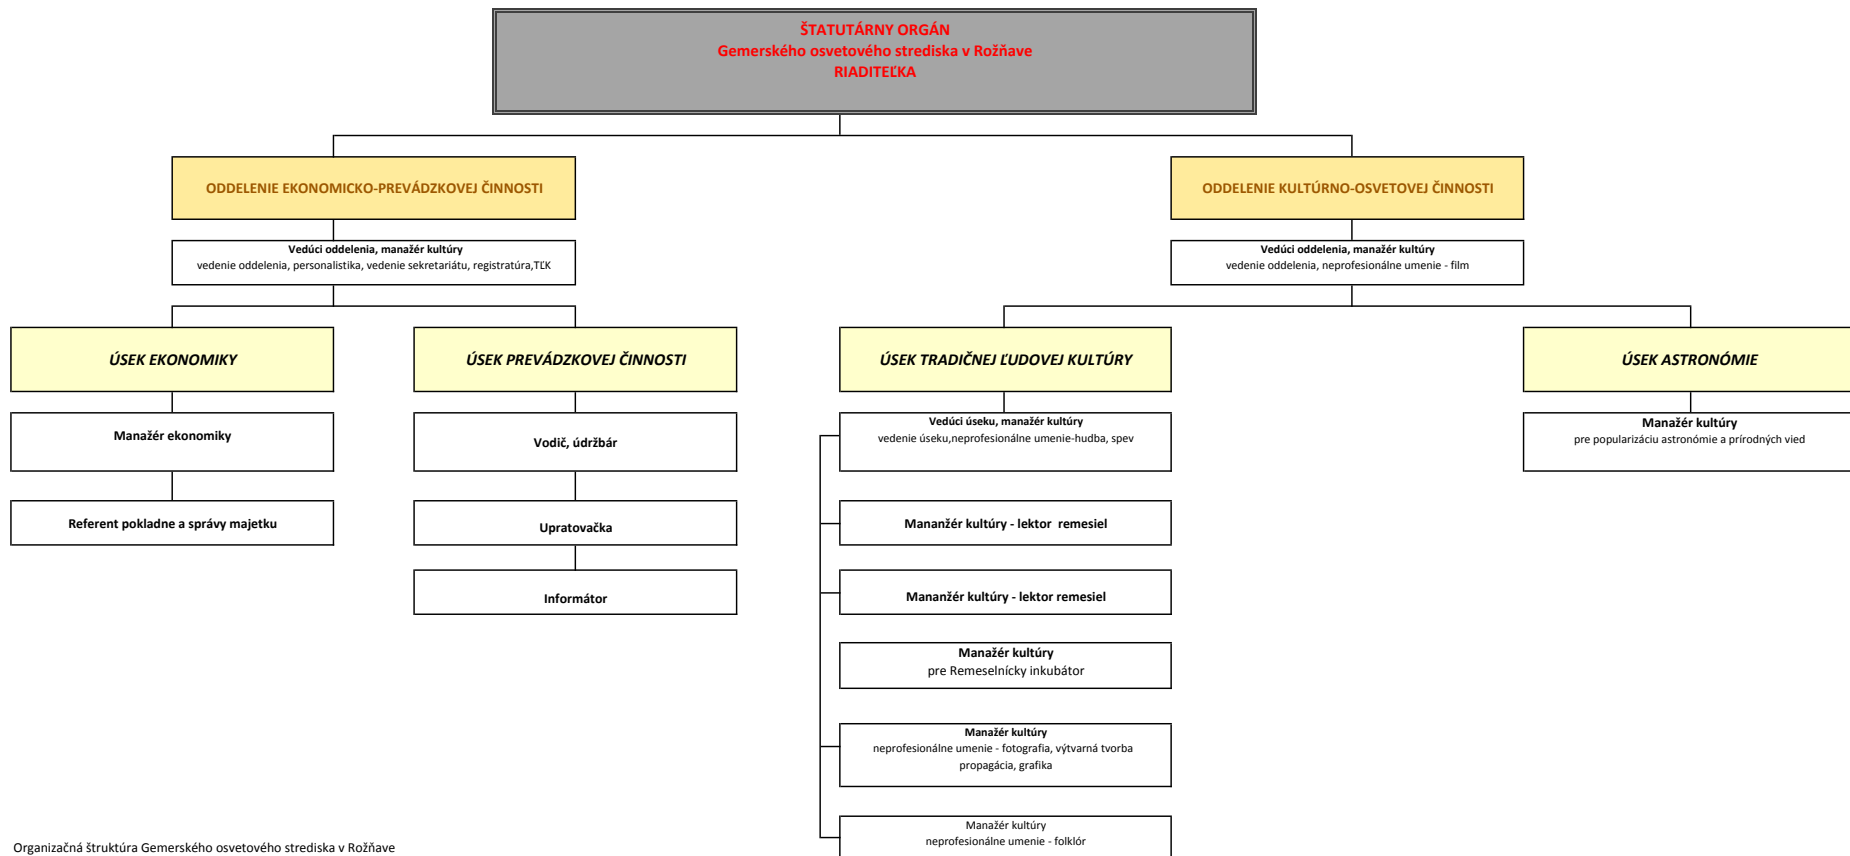 ŠTATUTÁRNY ORGÁN
Gemerského osvetového strediska v Rožňave
RIADITEĽKA
ODDELENIE EKONOMICKO-PREVÁDZKOVEJ ČINNOSTI
ODDELENIE KULTÚRNO-OSVETOVEJ ČINNOSTI
Vedúci oddelenia, manažér kultúry
vedenie oddelenia, personalistika, vedenie sekretariátu, registratúra,TĽK
Vedúci oddelenia, manažér kultúry
vedenie oddelenia, neprofesionálne umenie - film
ÚSEK EKONOMIKY
ÚSEK PREVÁDZKOVEJ ČINNOSTI
ÚSEK TRADIČNEJ ĽUDOVEJ KULTÚRY
ÚSEK ASTRONÓMIE
Manažér ekonomiky
Vodič, údržbár
Vedúci úseku, manažér kultúry
vedenie úseku,neprofesionálne umenie-hudba, spev
Manažér kultúry
pre popularizáciu astronómie a prírodných vied
Referent pokladne a správy majetku
Upratovačka
Mananžér kultúry - lektor  remesiel
Informátor
Mananžér kultúry - lektor remesiel
Manažér kultúry
pre Remeselnícky inkubátor
Manažér kultúry
neprofesionálne umenie - fotografia, výtvarná tvorba
propagácia, grafika
Manažér kultúry
neprofesionálne umenie - folklór
Organizačná štruktúra Gemerského osvetového strediska v Rožňave